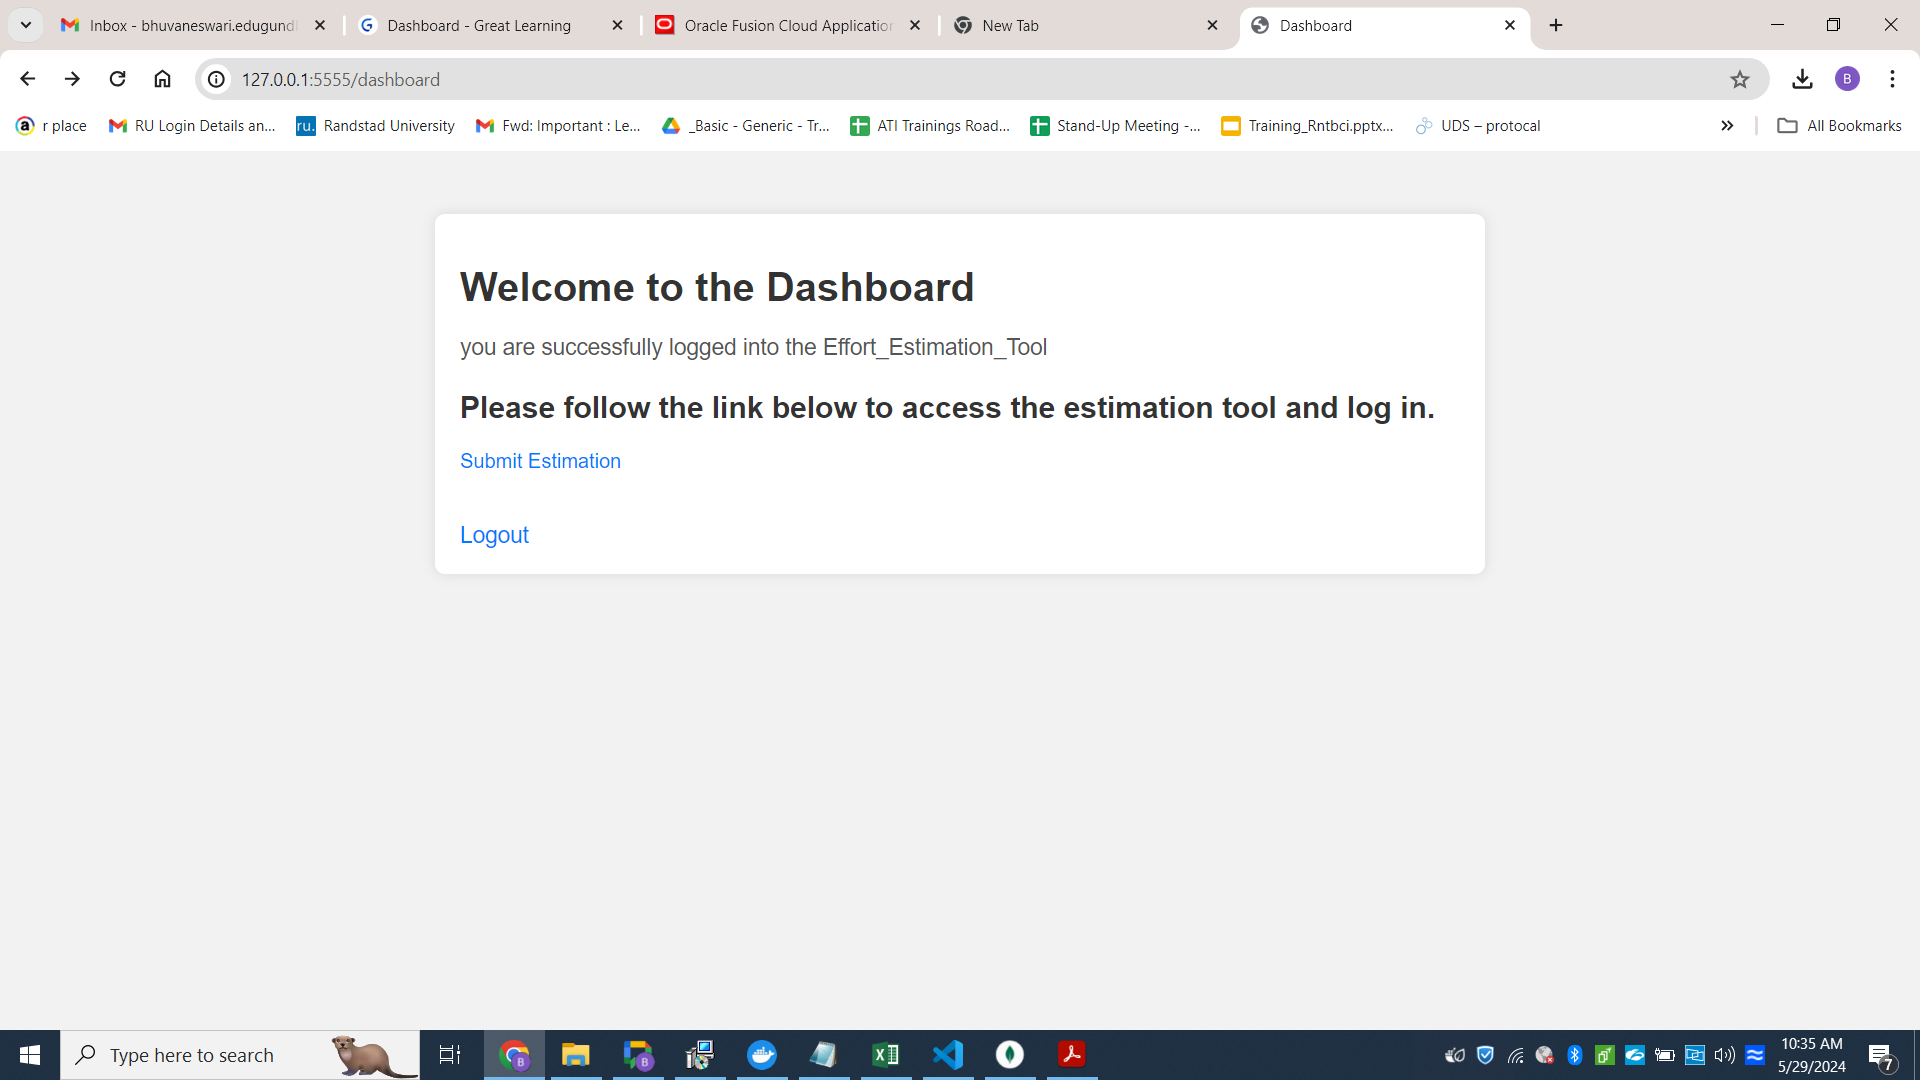 Inbox - bhuvaneswari.edugundl
Dashboard - Great Learning
Oracle Fusion Cloud Application
New Tab
Dashboard
127.0.0.1:5555/dashboard
B
a r place
RU Login Details an...
ru. Randstad University
Fwd: Important : Le...
_Basic - Generic - Tr...
ATI Trainings Road...
Stand-Up Meeting -...
Training_Rntbci.pptx...
UDS – protocal
All Bookmarks
Welcome to the Dashboard
you are successfully logged into the Effort_Estimation_Tool
Please follow the link below to access the estimation tool and log in.
Submit Estimation
Logout
Type here to search
B
B
10:35 AM
5/29/2024
7